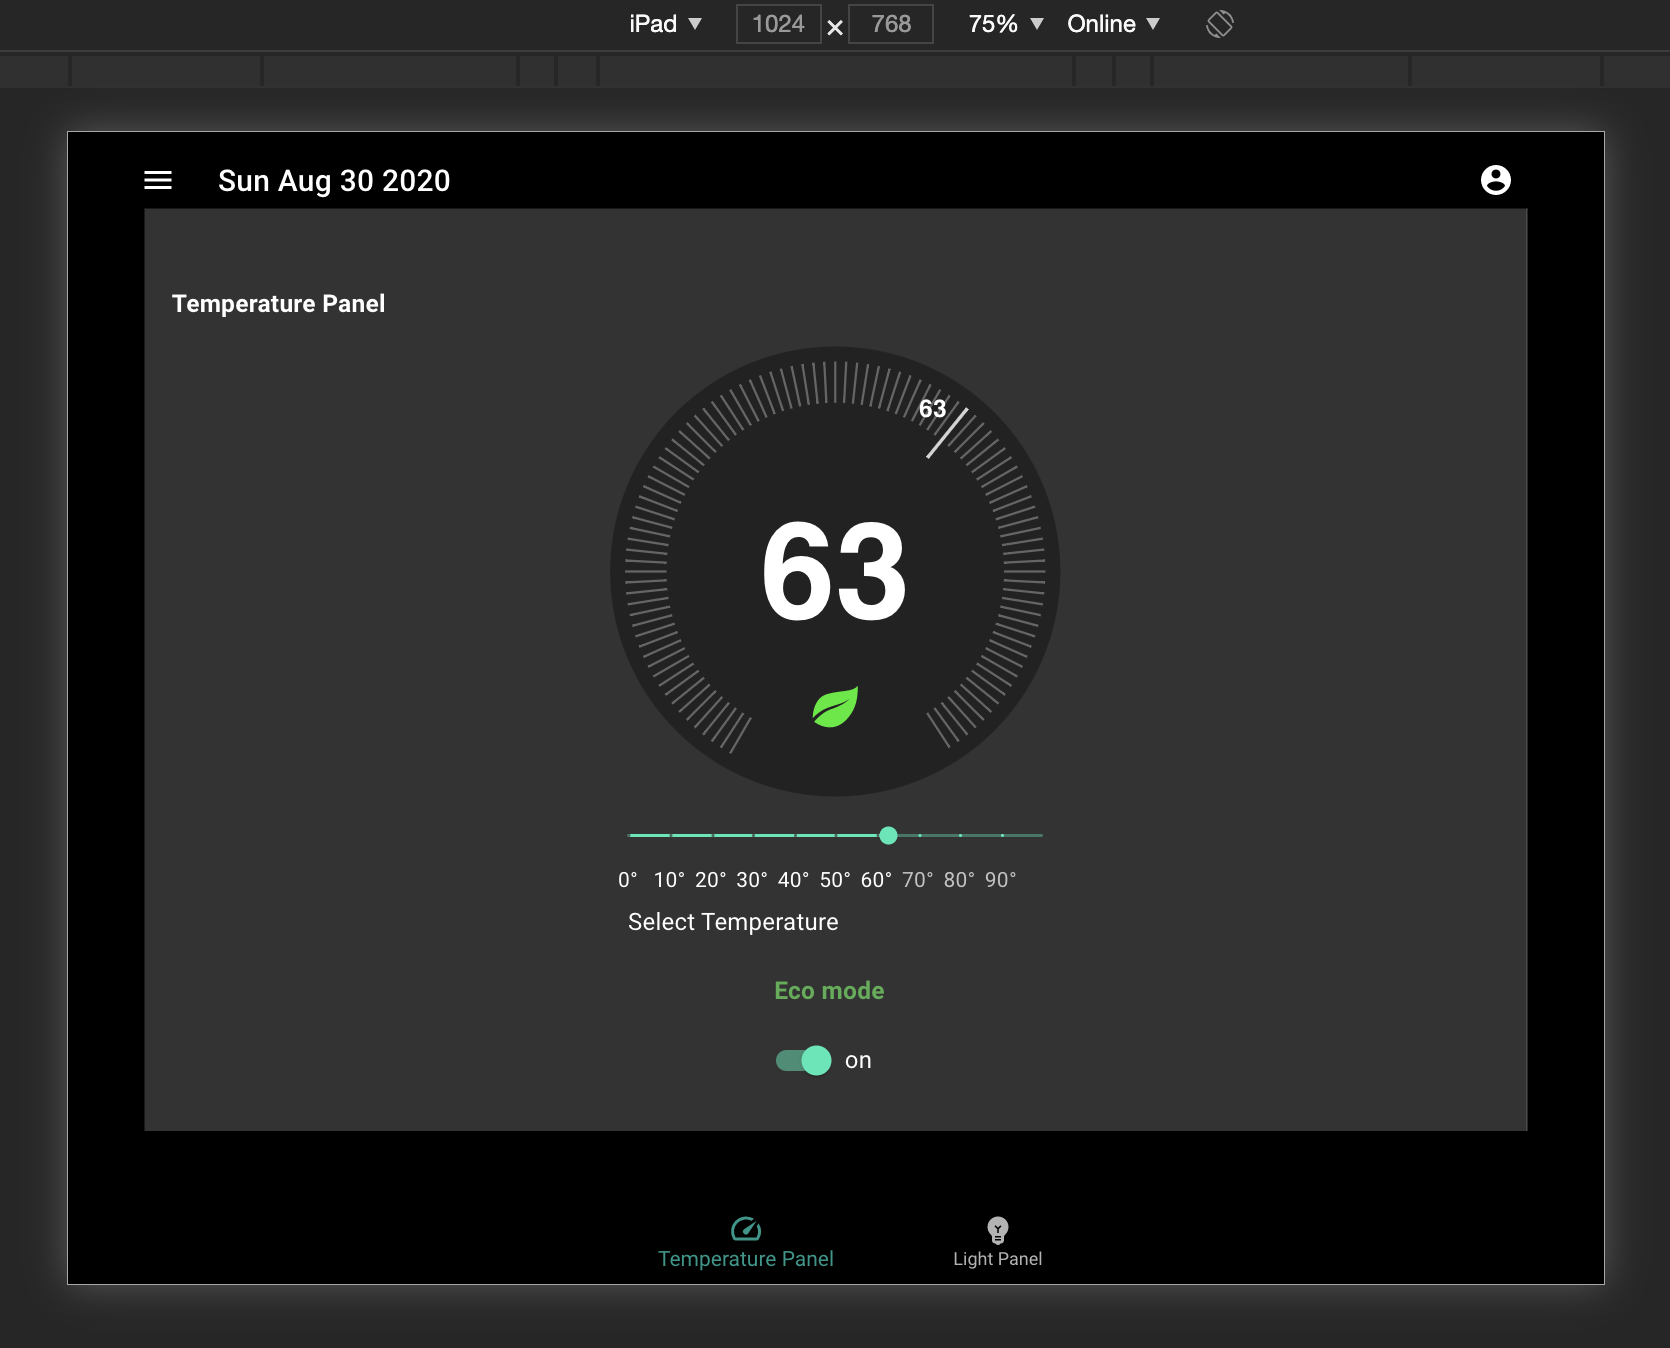 iPad 1024 × 768 75% Online
Sun Aug 30 2020
Temperature Panel
63
63
0° 10° 20° 30° 40° 50° 60° 70° 80° 90°
Select Temperature
Eco mode
on
Temperature Panel Light Panel